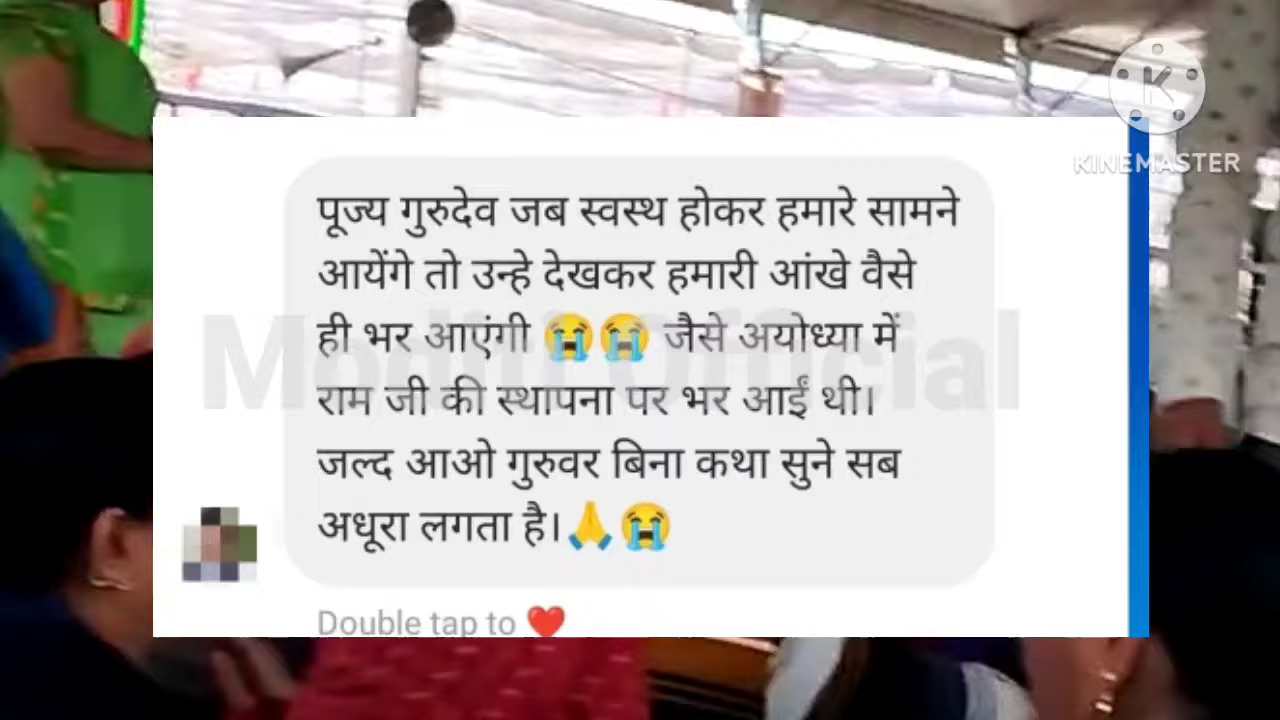 KINEMASTER
पूज्य गुरुदेव जब स्वस्थ होकर हमारे सामने
आयेंगे तो उन्हे देखकर हमारी आंखे वैसे
ही भर आएंगी 😭😭 जैसे अयोध्या में
राम जी की स्थापना पर भर आईं थी।
जल्द आओ गुरुवर बिना कथा सुने सब
अधूरा लगता है।🙏😭
Double tap to ❤️
Official